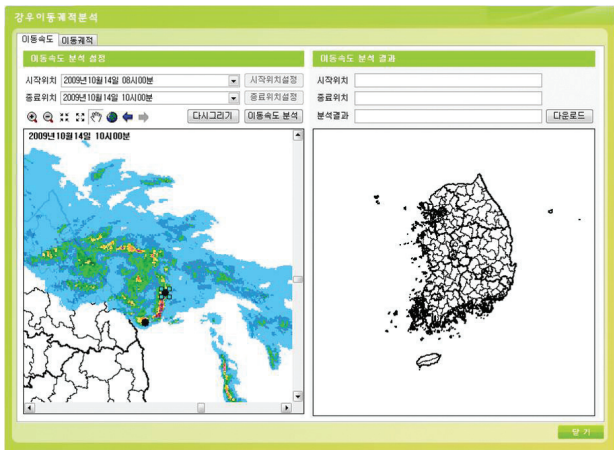 강우이동궤적분석
이동속도 이동궤적
이동속도 분석 설정
시작위치 2009년10월14일 08시00분 시작위치설정
종료위치 2009년10월14일 10시00분 종료위치설정
다시그리기 이동속도 분석
2009년10월14일 10시00분
이동속도 분석 결과
시작위치
종료위치
분석결과 다운로드
닫기